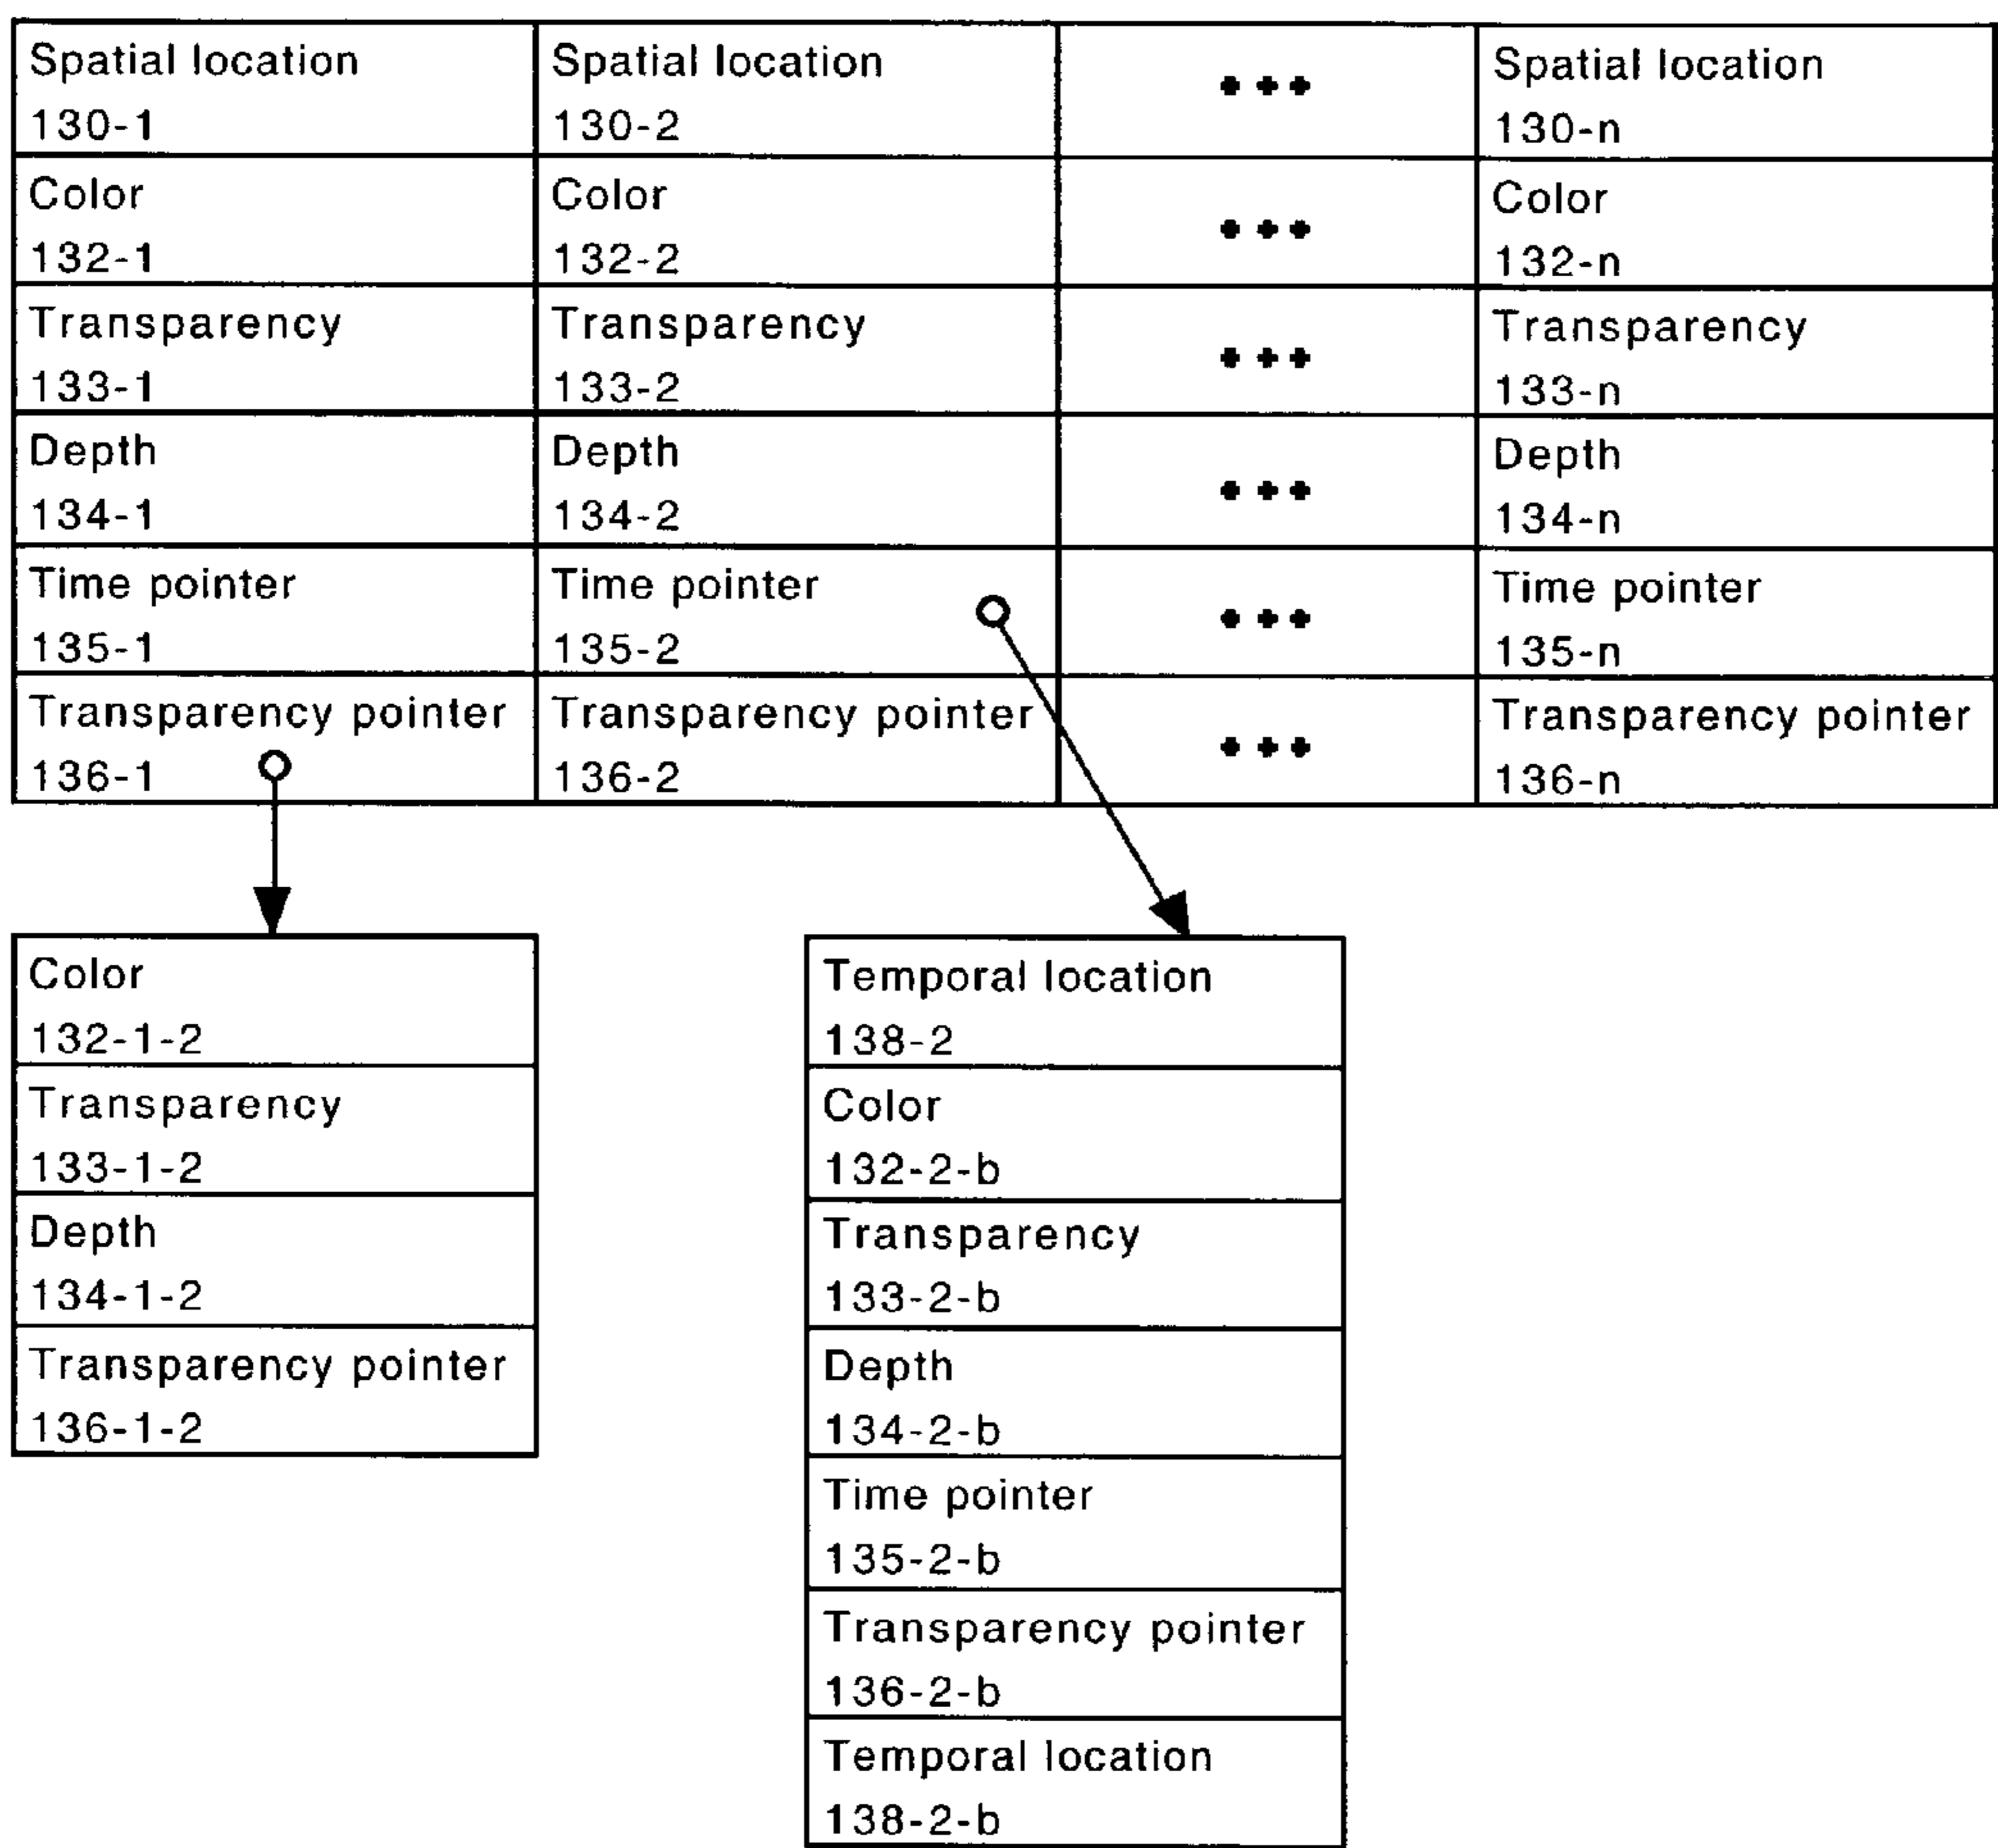 Spatial location Spatial location ••• Spatial location
130-1 130-2 130-n
Color Color ••• Color
132-1 132-2 132-n
Transparency Transparency ••• Transparency
133-1 133-2 133-n
Depth Depth ••• Depth
134-1 134-2 134-n
Time pointer Time pointer ••• Time pointer
135-1 135-2 135-n
Transparency pointer Transparency pointer ••• Transparency pointer
136-1 136-2 136-n
Color
132-1-2
Transparency
133-1-2
Depth
134-1-2
Transparency pointer
136-1-2
Temporal location
138-2
Color
132-2-b
Transparency
133-2-b
Depth
134-2-b
Time pointer
135-2-b
Transparency pointer
136-2-b
Temporal location
138-2-b